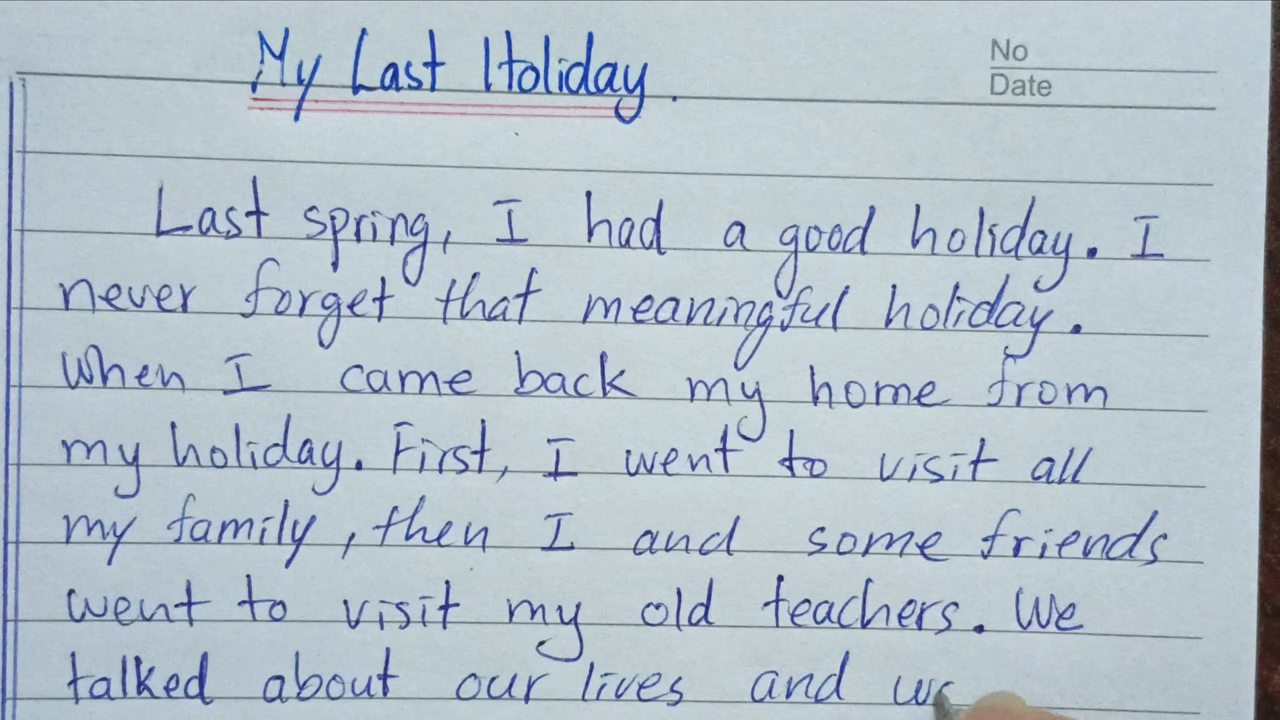 My Last Holiday.
No
Date
Last spring, I had a good holiday. I
never forget that meaningful holiday.
When I came back my home from
my holiday. First, I went to visit all
my family, then I and some friends
went to visit my old teachers. We
talked about our lives and